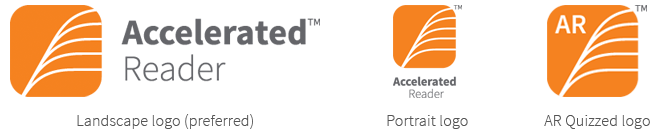 Accelerated™
Reader
Landscape logo (preferred)
™
Accelerated
Reader
Portrait logo
AR™
AR Quizzed logo